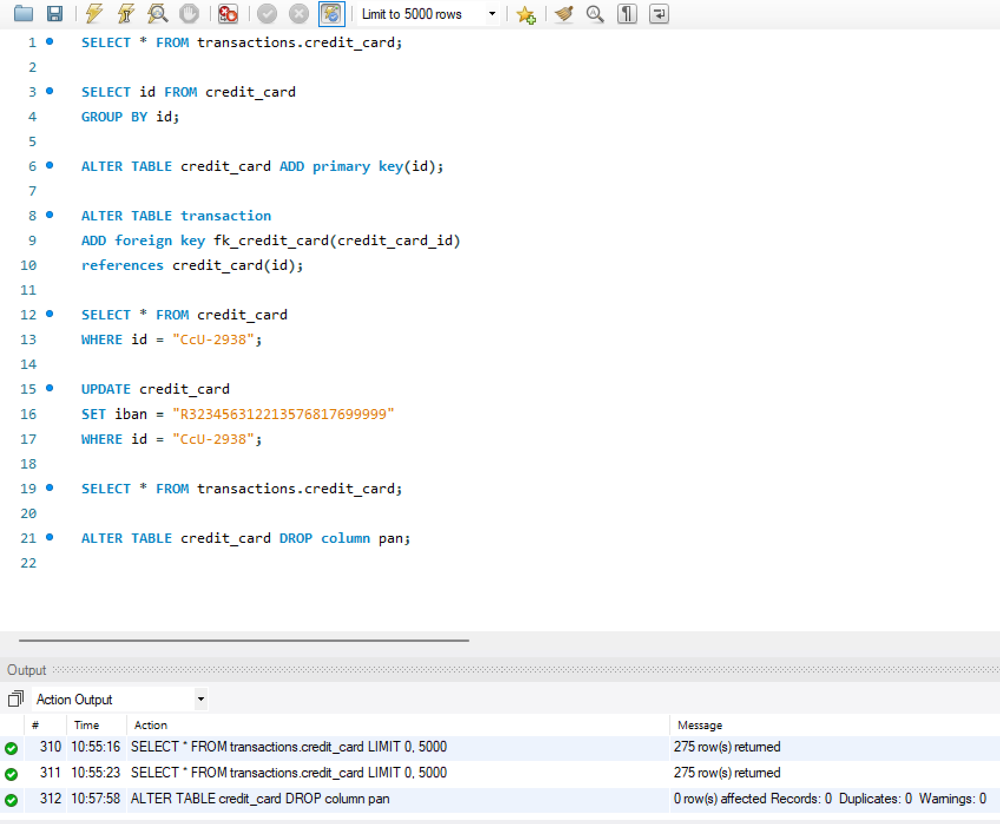 Limit to 5000 rows
1 SELECT * FROM transactions.credit_card;
2
3 SELECT id FROM credit_card
4 GROUP BY id;
5
6 ALTER TABLE credit_card ADD primary key(id);
7
8 ALTER TABLE transaction
9 ADD foreign key fk_credit_card(credit_card_id)
10 references credit_card(id);
11
12 SELECT * FROM credit_card
13 WHERE id = "CcU-2938";
14
15 UPDATE credit_card
16 SET iban = "R323456312213576817699999"
17 WHERE id = "CcU-2938";
18
19 SELECT * FROM transactions.credit_card;
20
21 ALTER TABLE credit_card DROP column pan;
22
Output
Action Output
# Time Action Message
310 10:55:16 SELECT * FROM transactions.credit_card LIMIT 0, 5000 275 row(s) returned
311 10:55:23 SELECT * FROM transactions.credit_card LIMIT 0, 5000 275 row(s) returned
312 10:57:58 ALTER TABLE credit_card DROP column pan 0 row(s) affected Records: 0 Duplicates: 0 Warnings: 0